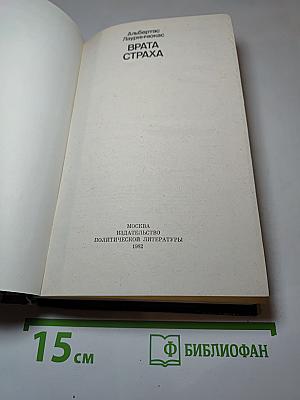 Альбертас
Лауринчюкас
ВРАТА
СТРАХА
МОСКВА
ИЗДАТЕЛЬСТВО
ПОЛИТИЧЕСКОЙ ЛИТЕРАТУРЫ
1982
15 см
БИБЛИОФАН